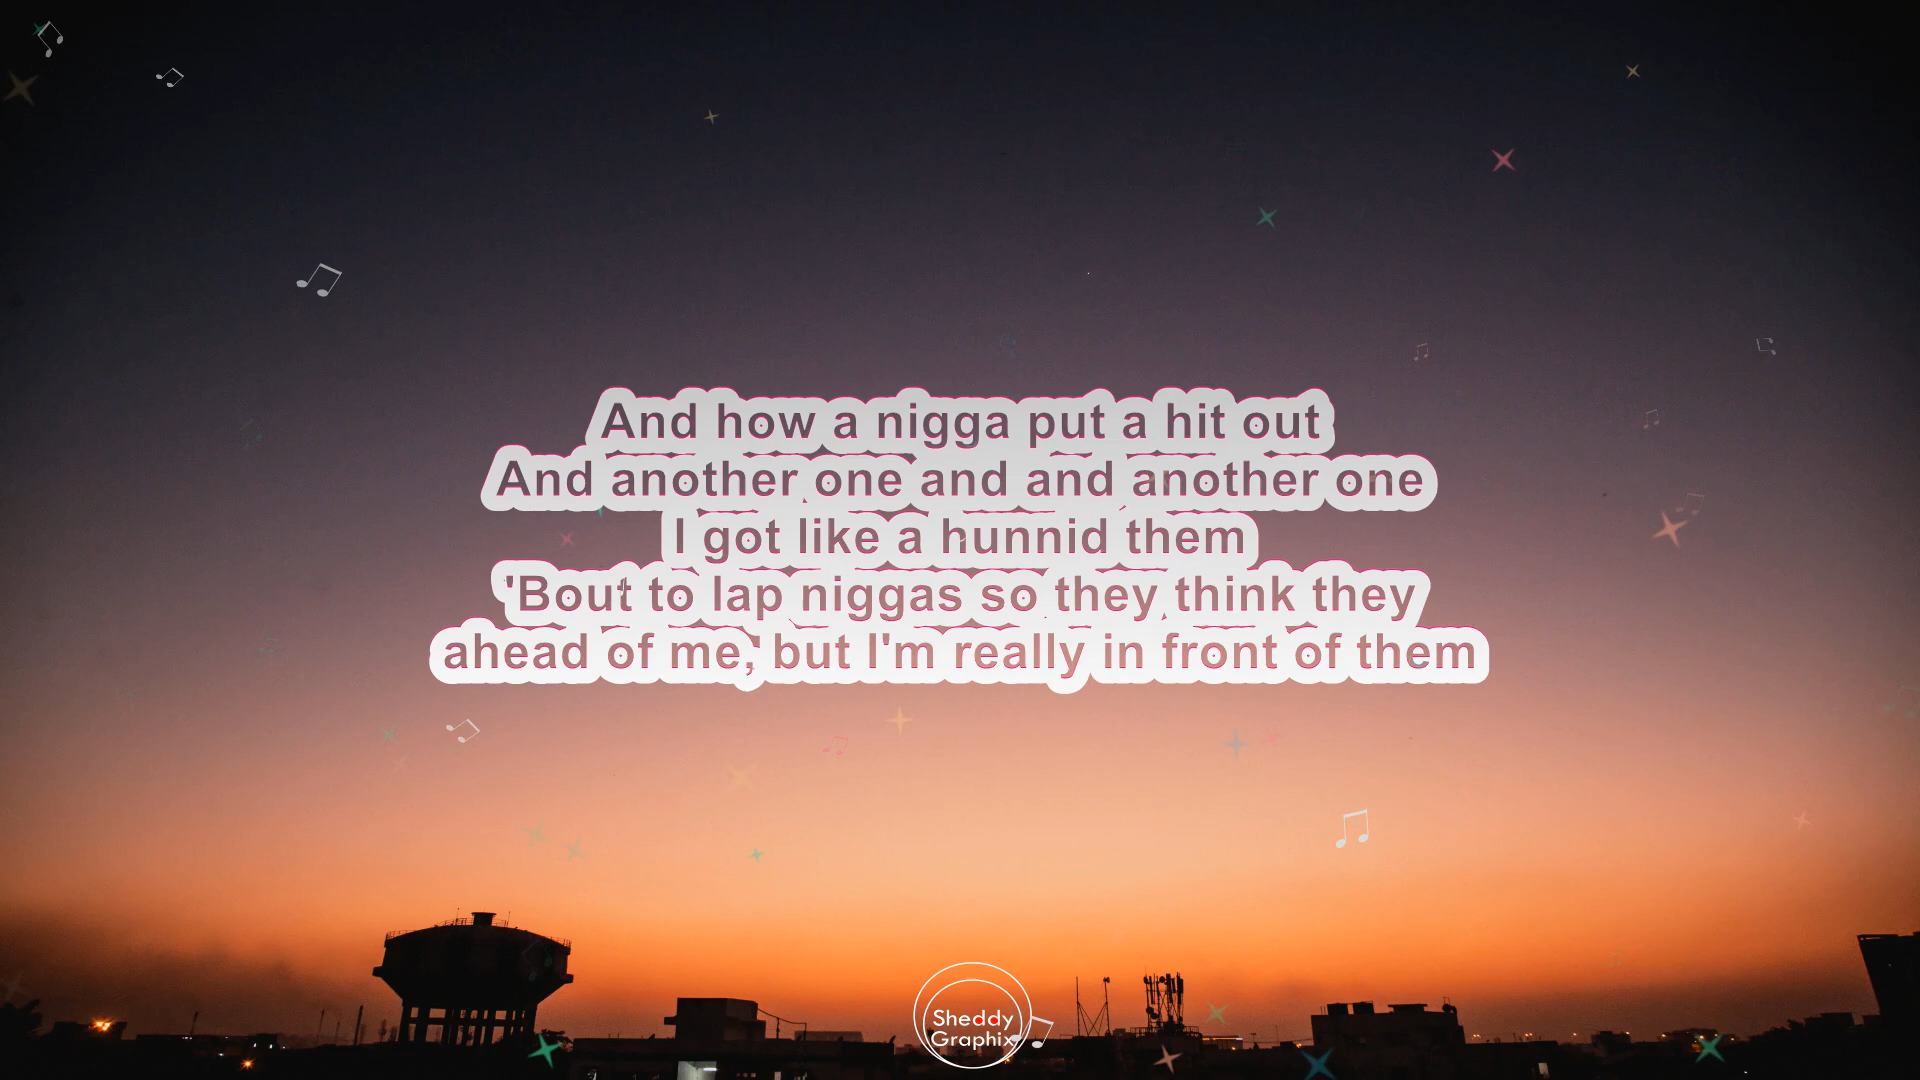 And how a nigga put a hit out
And another one and and another one
I got like a hunnid them
'Bout to lap niggas so they think they
ahead of me, but I'm really in front of them
Sheddy
Graphix